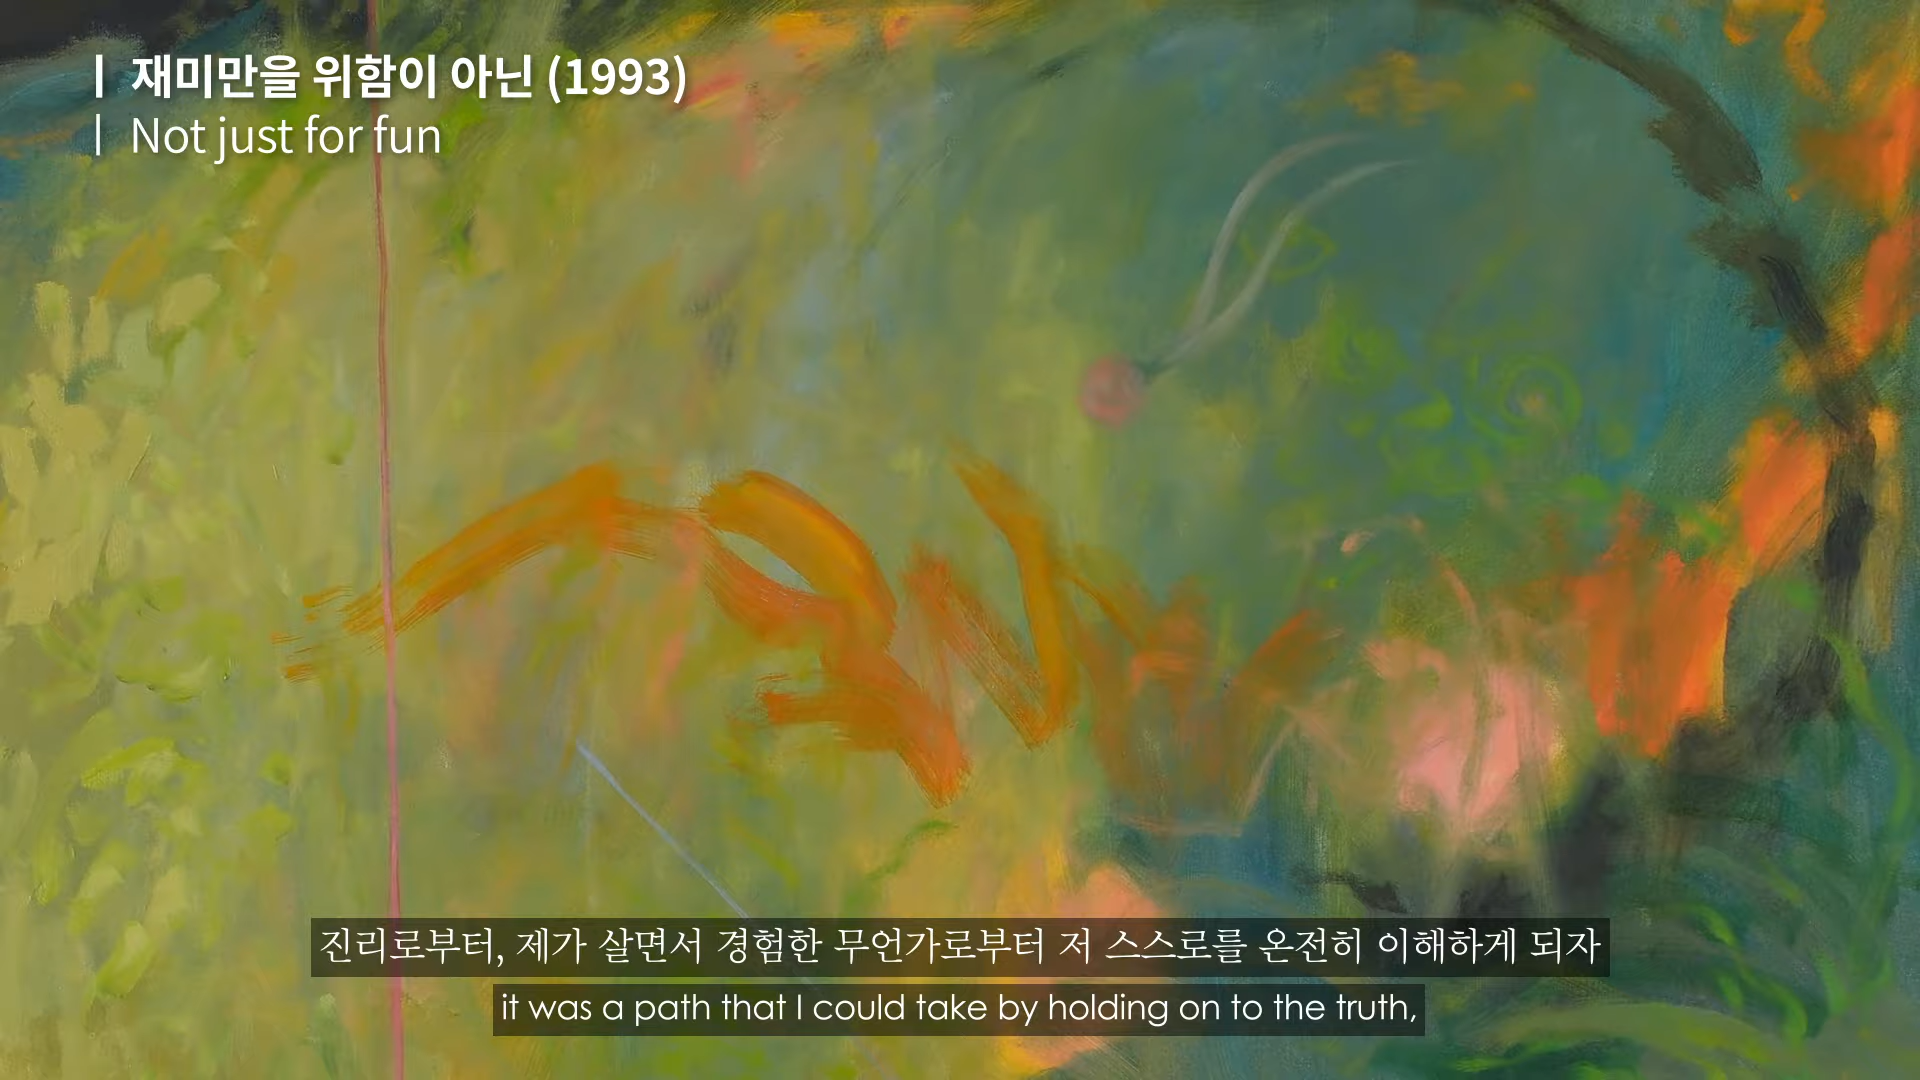 | 재미만을 위함이 아닌 (1993)
| Not just for fun
진리로부터, 제가 살면서 경험한 무언가로부터 저 스스로를 온전히 이해하게 되자
it was a path that I could take by holding on to the truth,